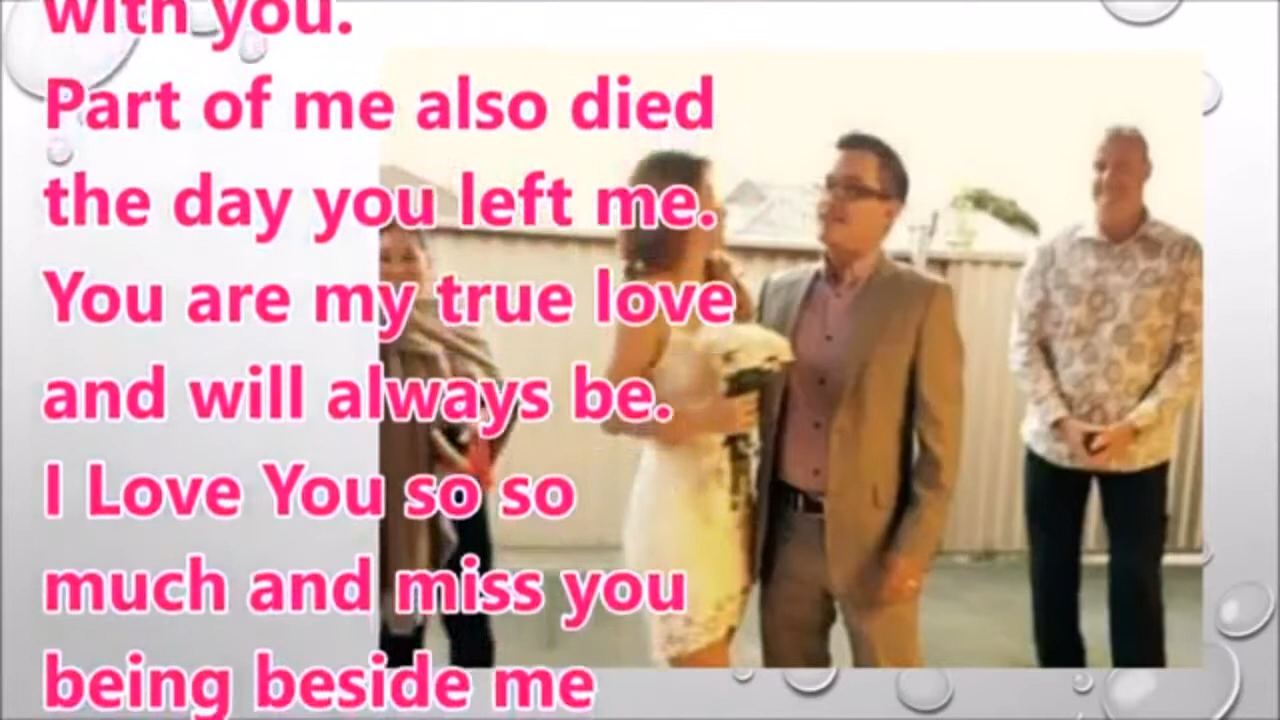 with you.
Part of me also died
the day you left me.
You are my true love
and will always be.
I Love You so so
much and miss you
being beside me